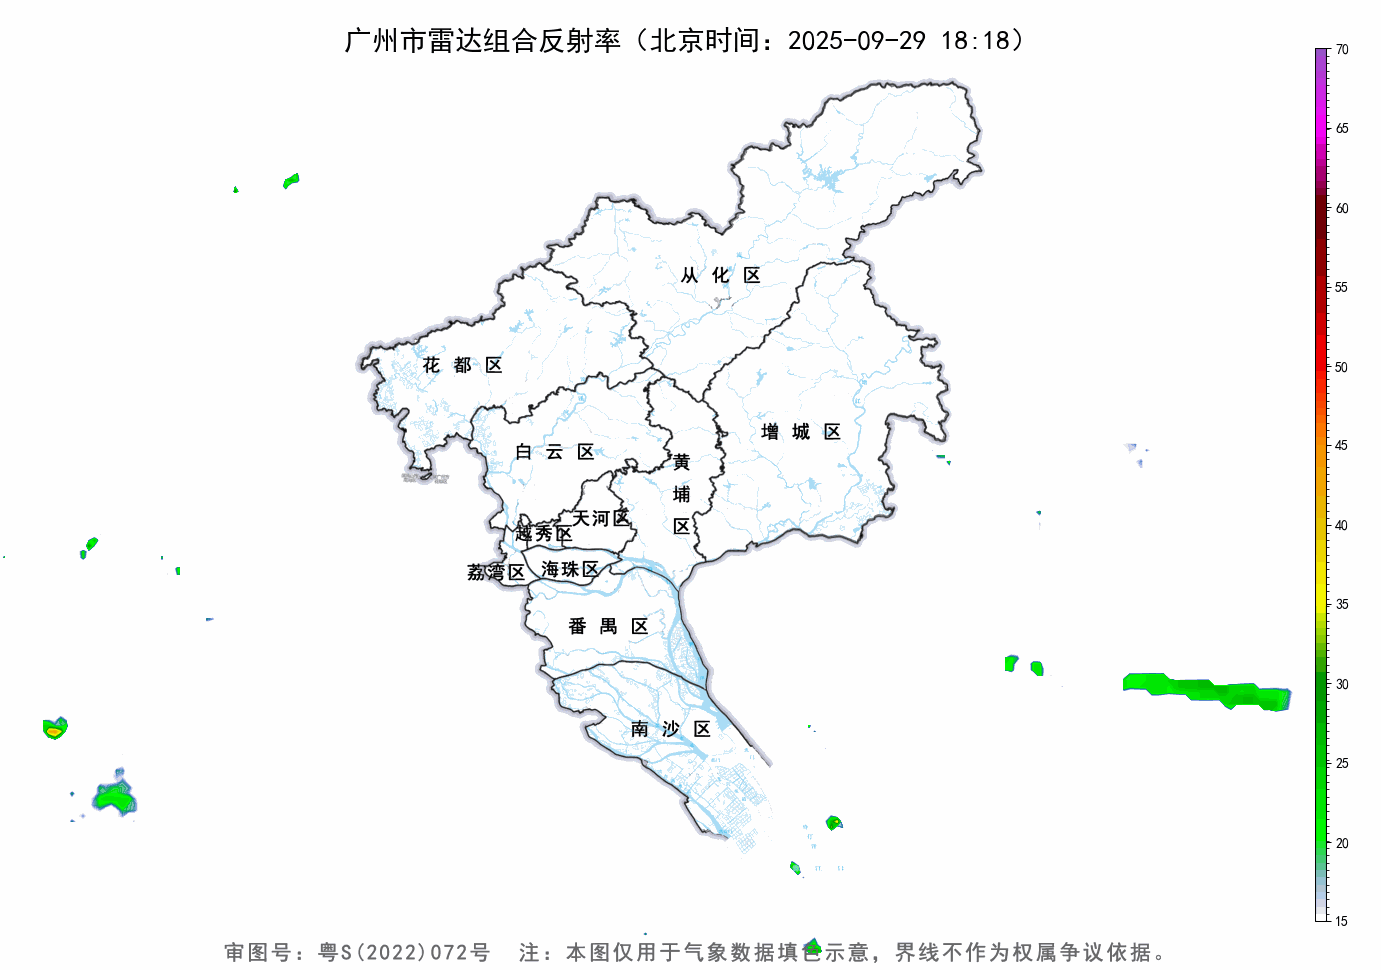 广州市雷达组合反射率（北京时间：2025-09-29 18:18）
70
65
60
55
50
45
40
35
30
25
20
15
从化区
花都区
增城区
白云区
黄埔区
天河区
越秀区
荔湾区
海珠区
番禺区
南沙区
审图号：粤S(2022)072号 注：本图仅用于气象数据填色示意，界线不作为权属争议依据。